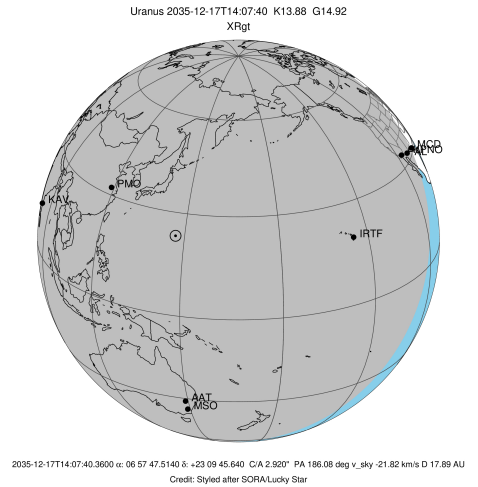 Uranus 2035-12-17T14:07:40 K13.88 G14.92
XRgt
MCD
KAV
PMO
IRTF
AAT
MSO
2035-12-17T14:07:40.3600 α: 06 57 47.5140 δ: +23 09 45.640 C/A 2.920" PA 186.08 deg v_sky -21.82 km/s D 17.89 AU
Credit: Styled after SORA/Lucky Star